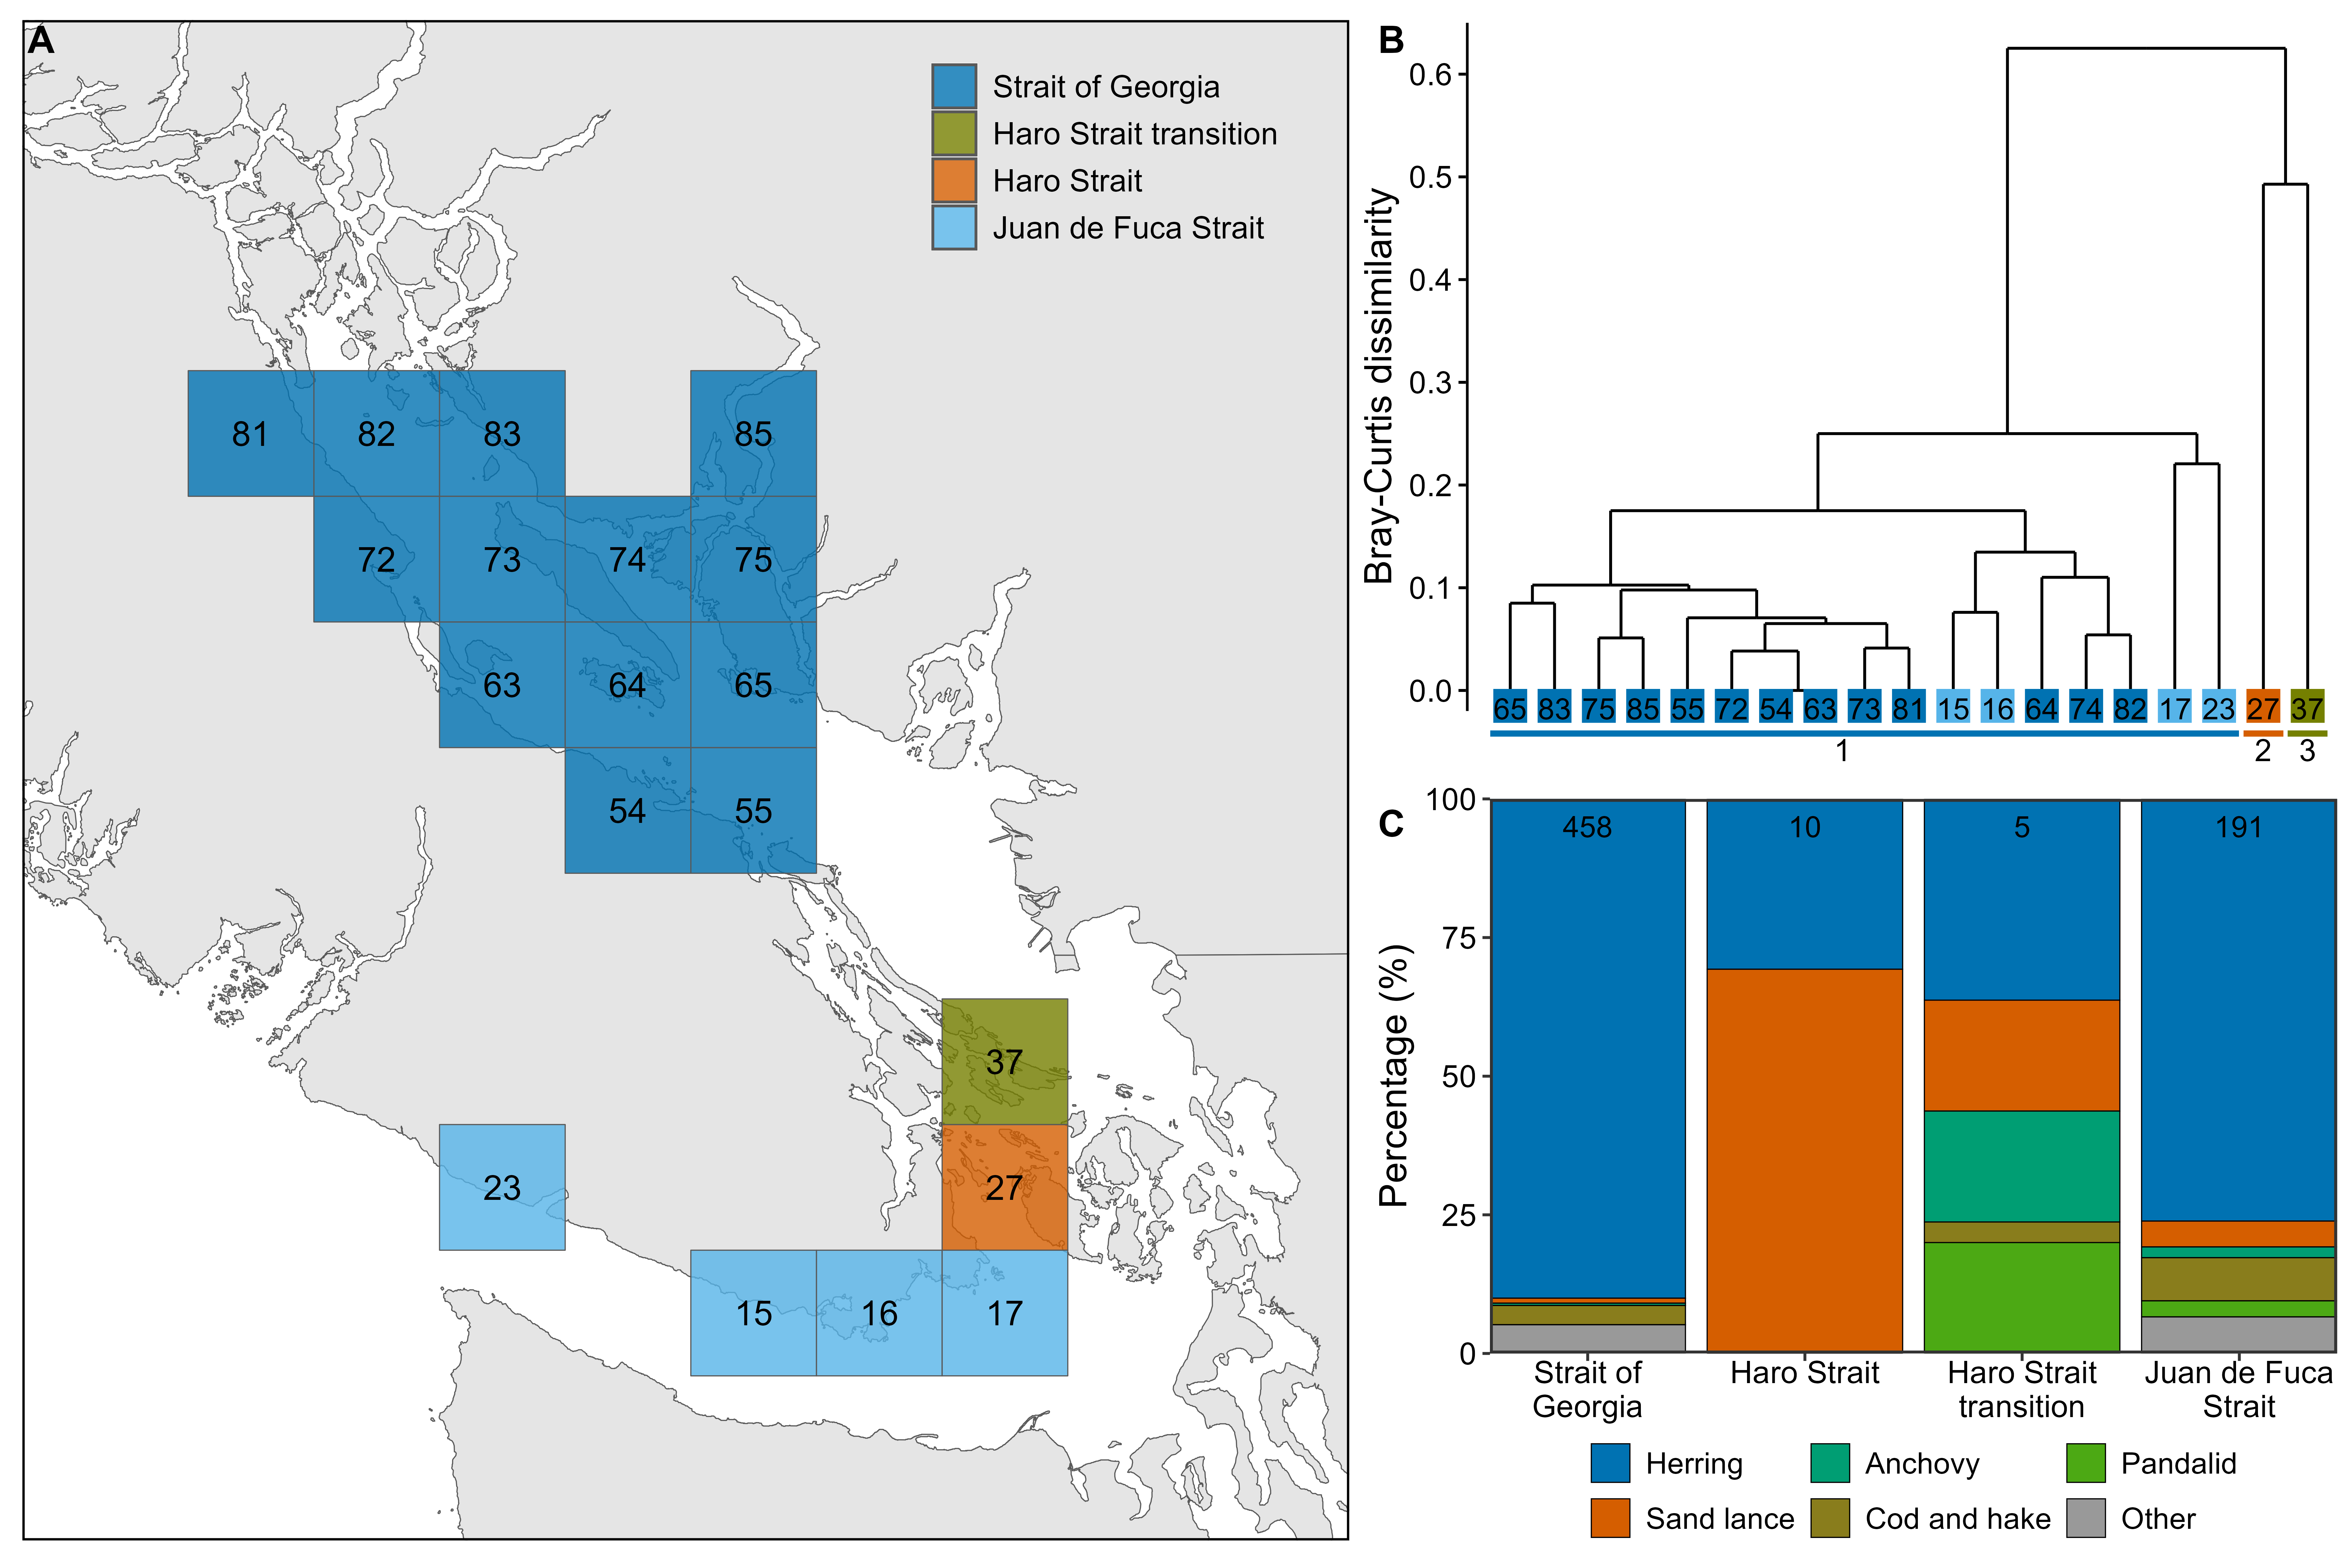 A
Strait of Georgia
Haro Strait transition
Haro Strait
Juan de Fuca Strait
81 82 83 85
72 73 74 75
63 64 65
54 55
37
23 27
15 16 17
B
Bray-Curtis dissimilarity
0.6
0.5
0.4
0.3
0.2
0.1
0.0
65 83 75 85 55 72 54 63 73 81 15 16 64 74 82 17 23 27 37
1 2 3
C
Percentage (%)
100
75
50
25
0
458 10 5 191
Strait of Georgia
Haro Strait
Haro Strait transition
Juan de Fuca Strait
Herring Anchovy Pandalid
Sand lance Cod and hake Other